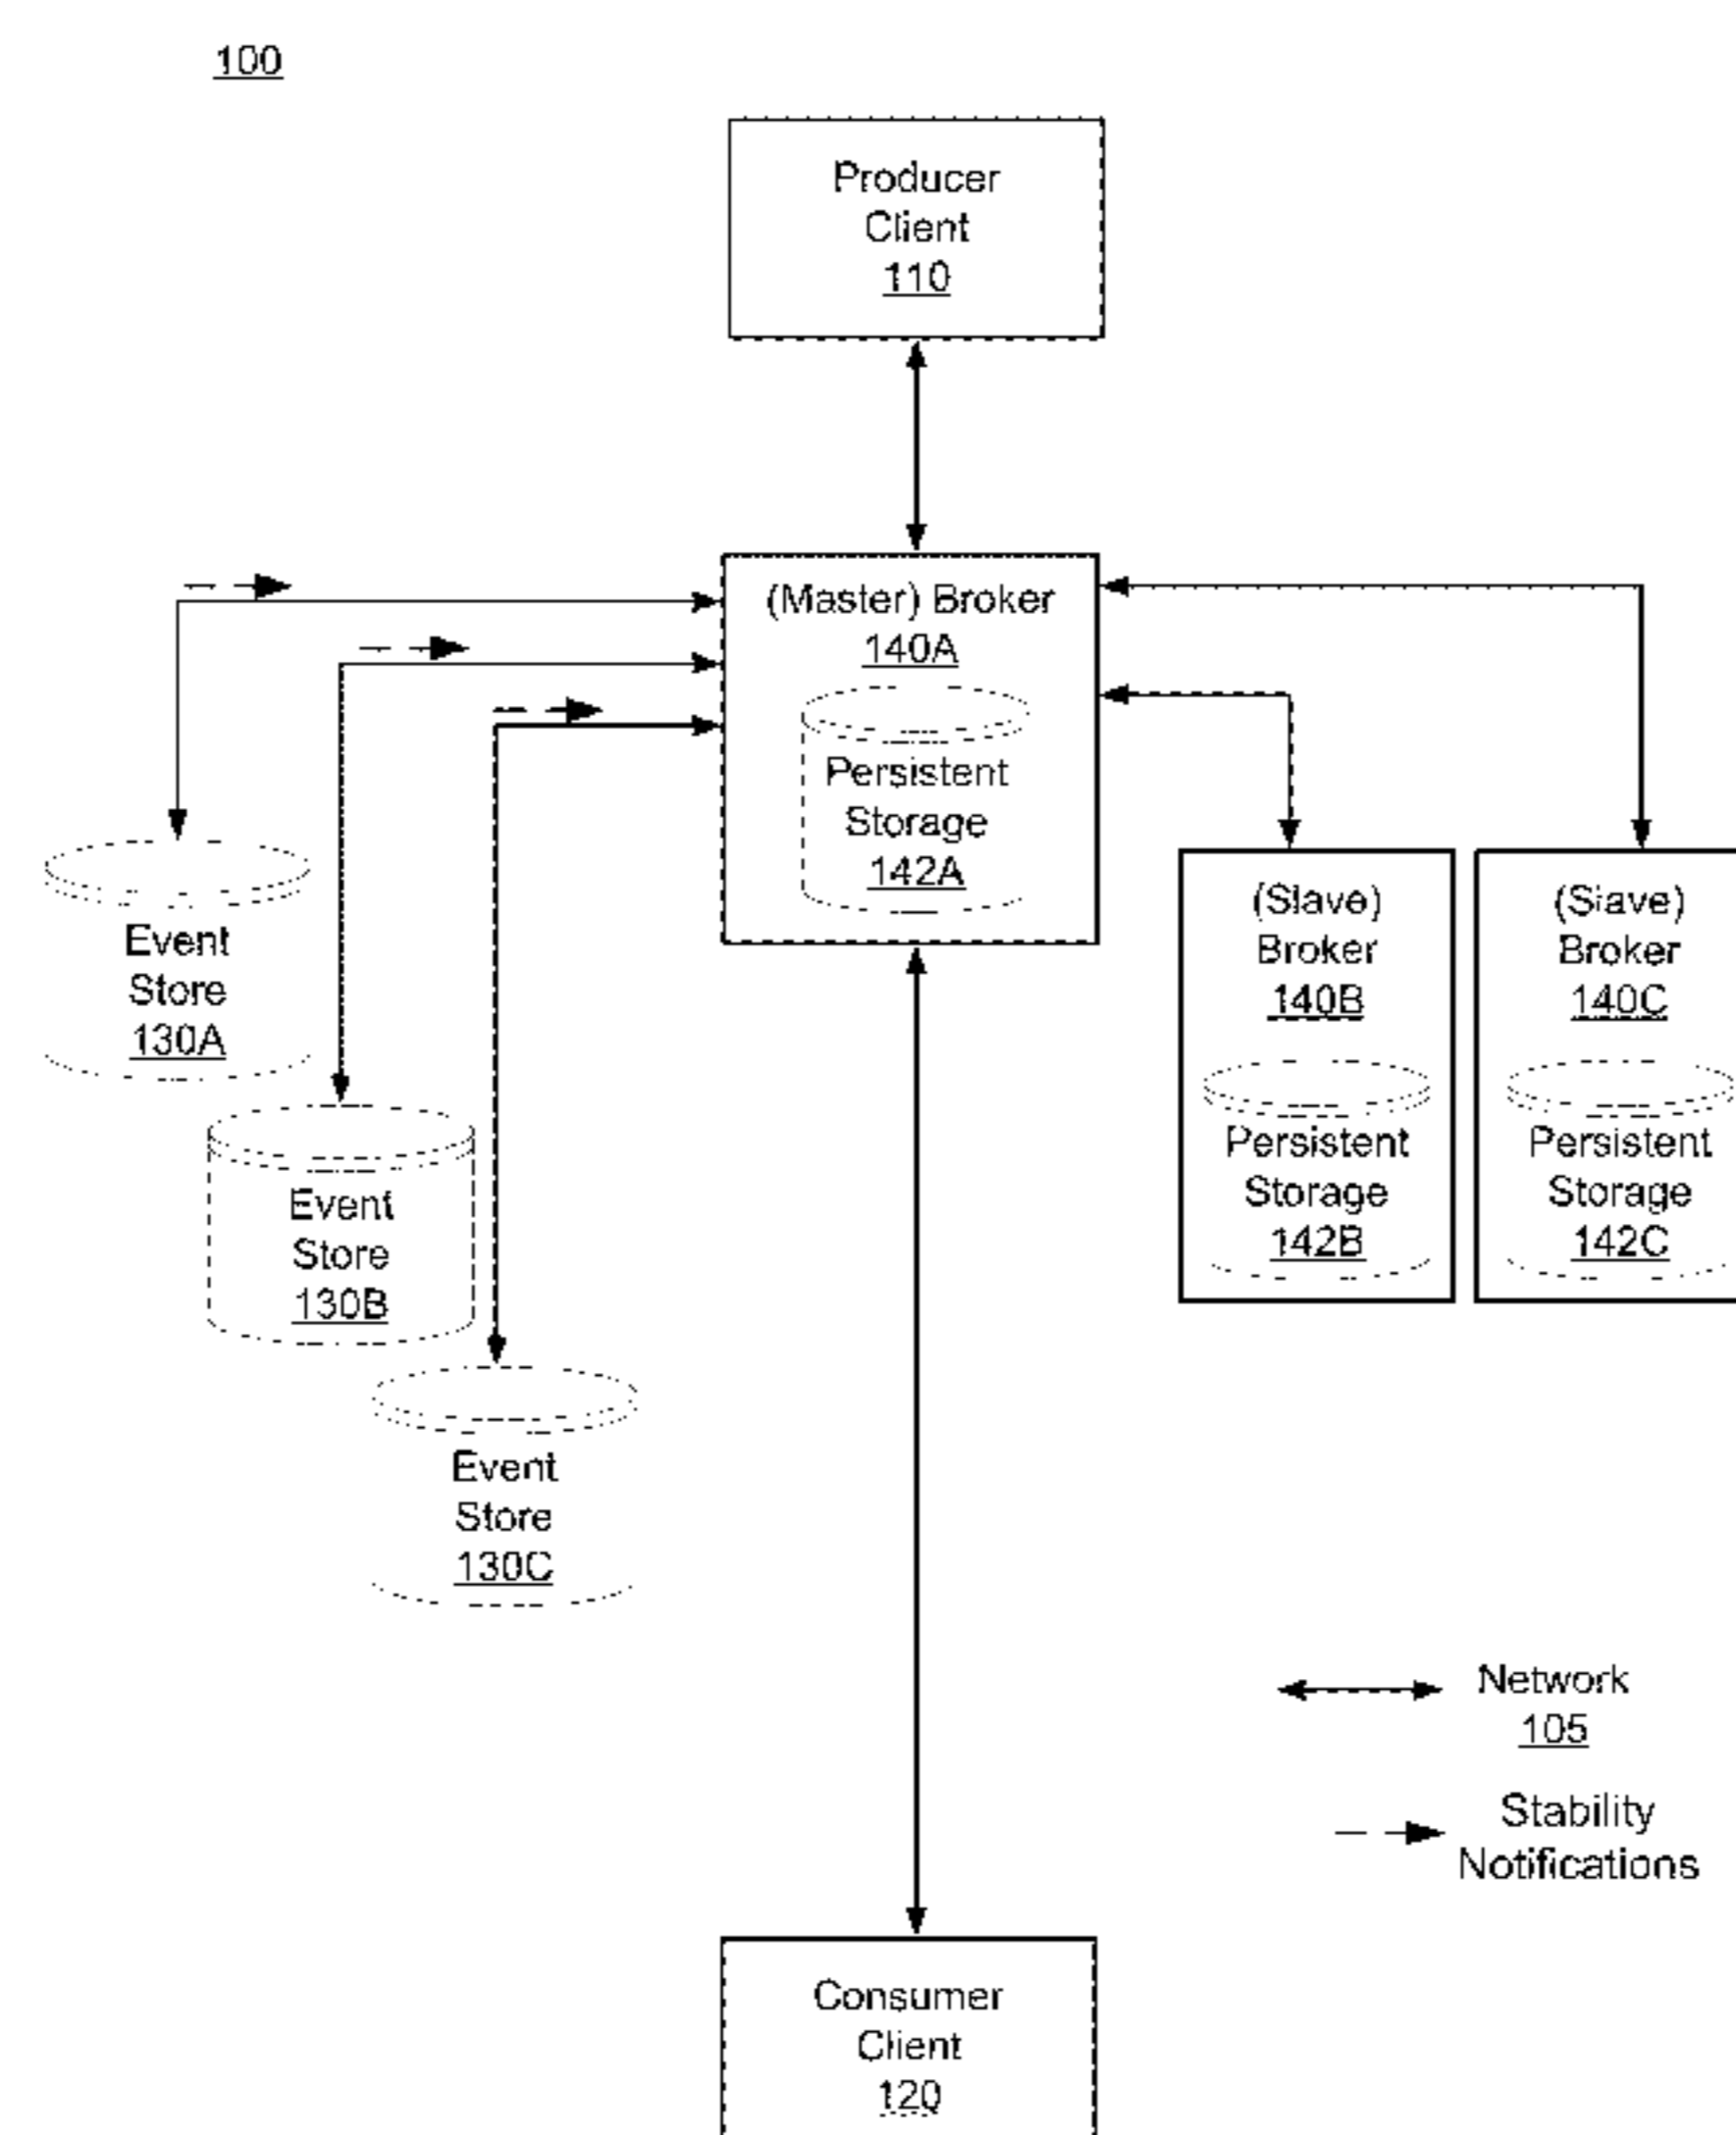 100
Producer
Client
110
(Master) Broker
140A
Persistent
Storage
142A
Event
Store
130A
Event
Store
130B
Event
Store
130C
(Slave)
Broker
140B
Persistent
Storage
142B
(Slave)
Broker
140C
Persistent
Storage
142C
Network
105
Stability
Notifications
Consumer
Client
120